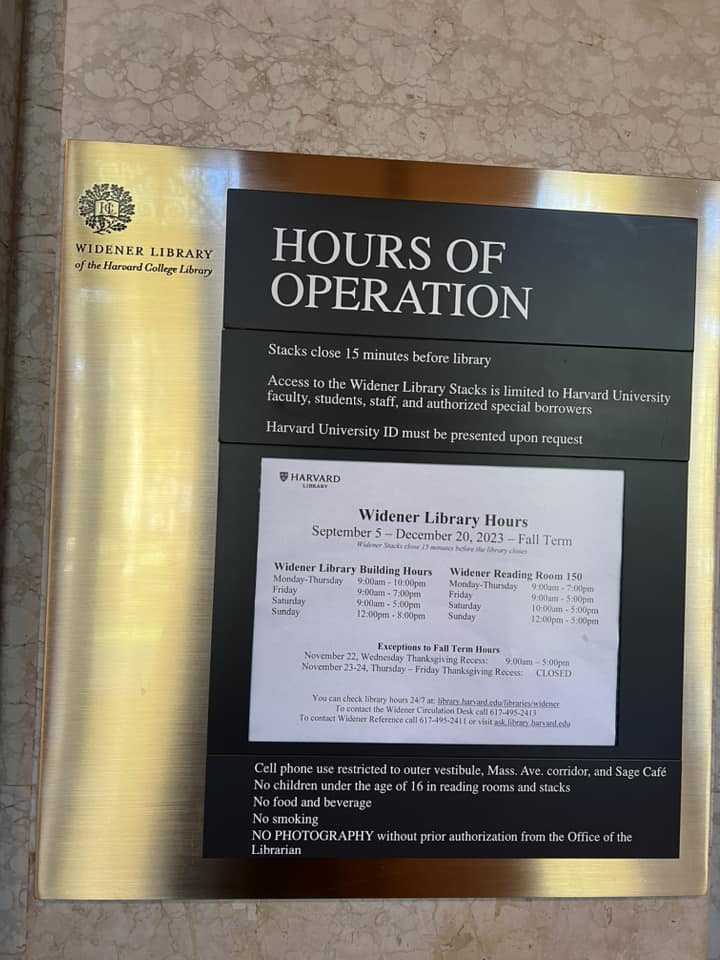 HC
WIDENER LIBRARY
of the Harvard College Library
HOURS OF
OPERATION
Stacks close 15 minutes before library
Access to the Widener Library Stacks is limited to Harvard University
faculty, students, staff, and authorized special borrowers
Harvard University ID must be presented upon request
HARVARD
LIBRARY
Widener Library Hours
September 5 – December 20, 2023 – Fall Term
Widener Stacks close 15 minutes before the library closes
Widener Library Building Hours
Monday-Thursday 9:00am - 10:00pm
Friday 9:00am - 7:00pm
Saturday 9:00am - 5:00pm
Sunday 12:00pm - 8:00pm
Widener Reading Room 150
Monday-Thursday 9:00am - 7:00pm
Friday 9:00am - 5:00pm
Saturday 10:00am - 5:00pm
Sunday 12:00pm - 5:00pm
Exceptions to Fall Term Hours
November 22, Wednesday Thanksgiving Recess: 9:00am – 5:00pm
November 23-24, Thursday – Friday Thanksgiving Recess: CLOSED
You can check library hours 24/7 at: library.harvard.edu/libraries/widener
To contact the Widener Circulation Desk call 617-495-2413
To contact Widener Reference call 617-495-2411 or visit ask.library.harvard.edu
Cell phone use restricted to outer vestibule, Mass. Ave. corridor, and Sage Café
No children under the age of 16 in reading rooms and stacks
No food and beverage
No smoking
NO PHOTOGRAPHY without prior authorization from the Office of the
Librarian